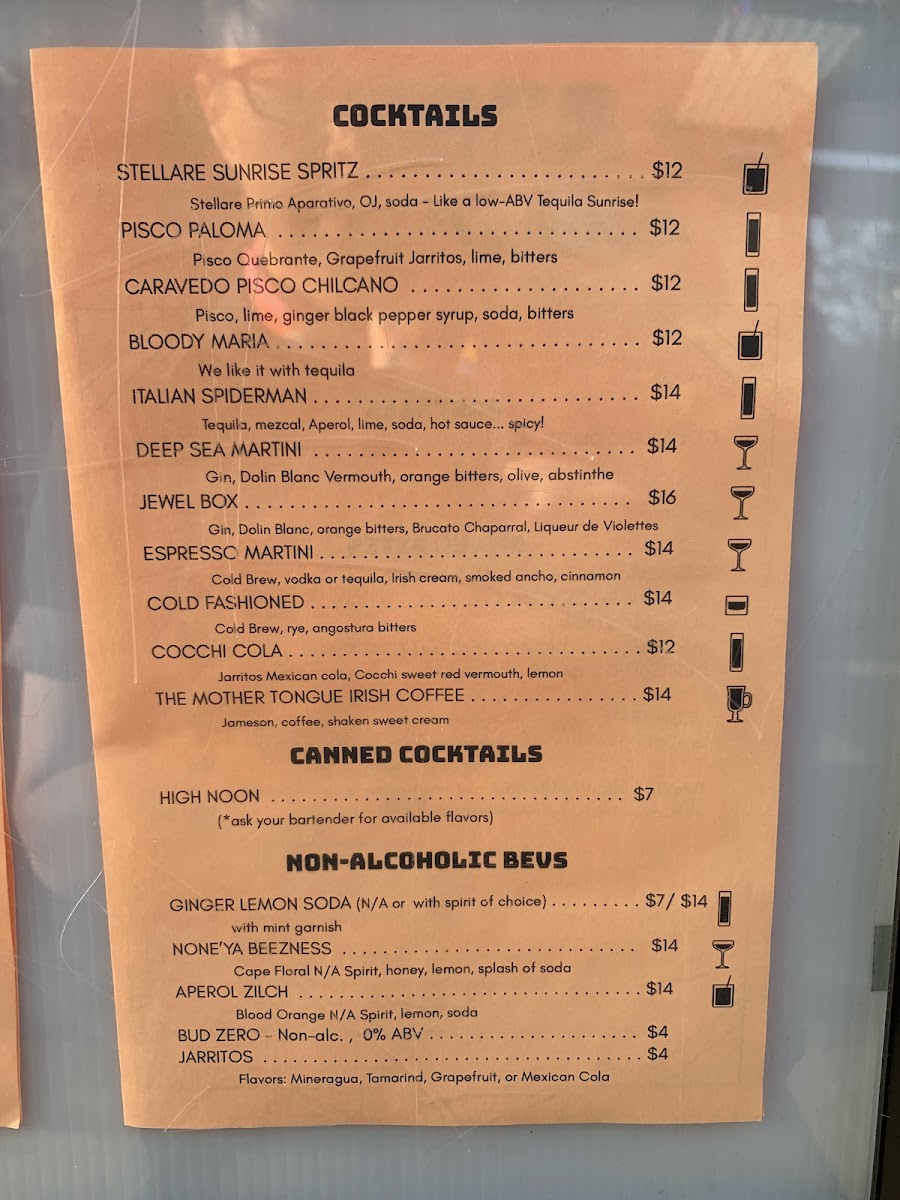 COCKTAILS
STELLARE SUNRISE SPRITZ ........................ $12
Stellare Primo Aparativo, OJ, soda - Like a low-ABV Tequila Sunrise!
PISCO PALOMA ................................ $12
Pisco Quebrante, Grapefruit Jarritos, lime, bitters
CARAVEDO PISCO CHILCANO ..................... $12
Pisco, lime, ginger black pepper syrup, soda, bitters
BLOODY MARIA ................................ $12
We like it with tequila
ITALIAN SPIDERMAN ............................ $14
Tequila, mezcal, Aperol, lime, soda, hot sauce... spicy!
DEEP SEA MARTINI ............................. $14
Gin, Dolin Blanc Vermouth, orange bitters, olive, abstinthe
JEWEL BOX .................................. $16
Gin, Dolin Blanc, orange bitters, Brucato Chaparral, Liqueur de Violettes
ESPRESSO MARTINI ............................ $14
Cold Brew, vodka or tequila, Irish cream, smoked ancho, cinnamon
COLD FASHIONED ............................. $14
Cold Brew, rye, angostura bitters
COCCHI COLA ................................ $12
Jarritos Mexican cola, Cocchi sweet red vermouth, lemon
THE MOTHER TONGUE IRISH COFFEE ............... $14
Jameson, coffee, shaken sweet cream
CANNED COCKTAILS
HIGH NOON ................................. $7
(*ask your bartender for available flavors)
NON-ALCOHOLIC BEVS
GINGER LEMON SODA (N/A or with spirit of choice) ......... $7/ $14
with mint garnish
NONE'YA BEEZNESS ............................ $14
Cape Floral N/A Spirit, honey, lemon, splash of soda
APEROL ZILCH ................................ $14
Blood Orange N/A Spirit, lemon, soda
BUD ZERO - Non-alc. , 0% ABV .................... $4
JARRITOS .................................... $4
Flavors: Mineragua, Tamarind, Grapefruit, or Mexican Cola